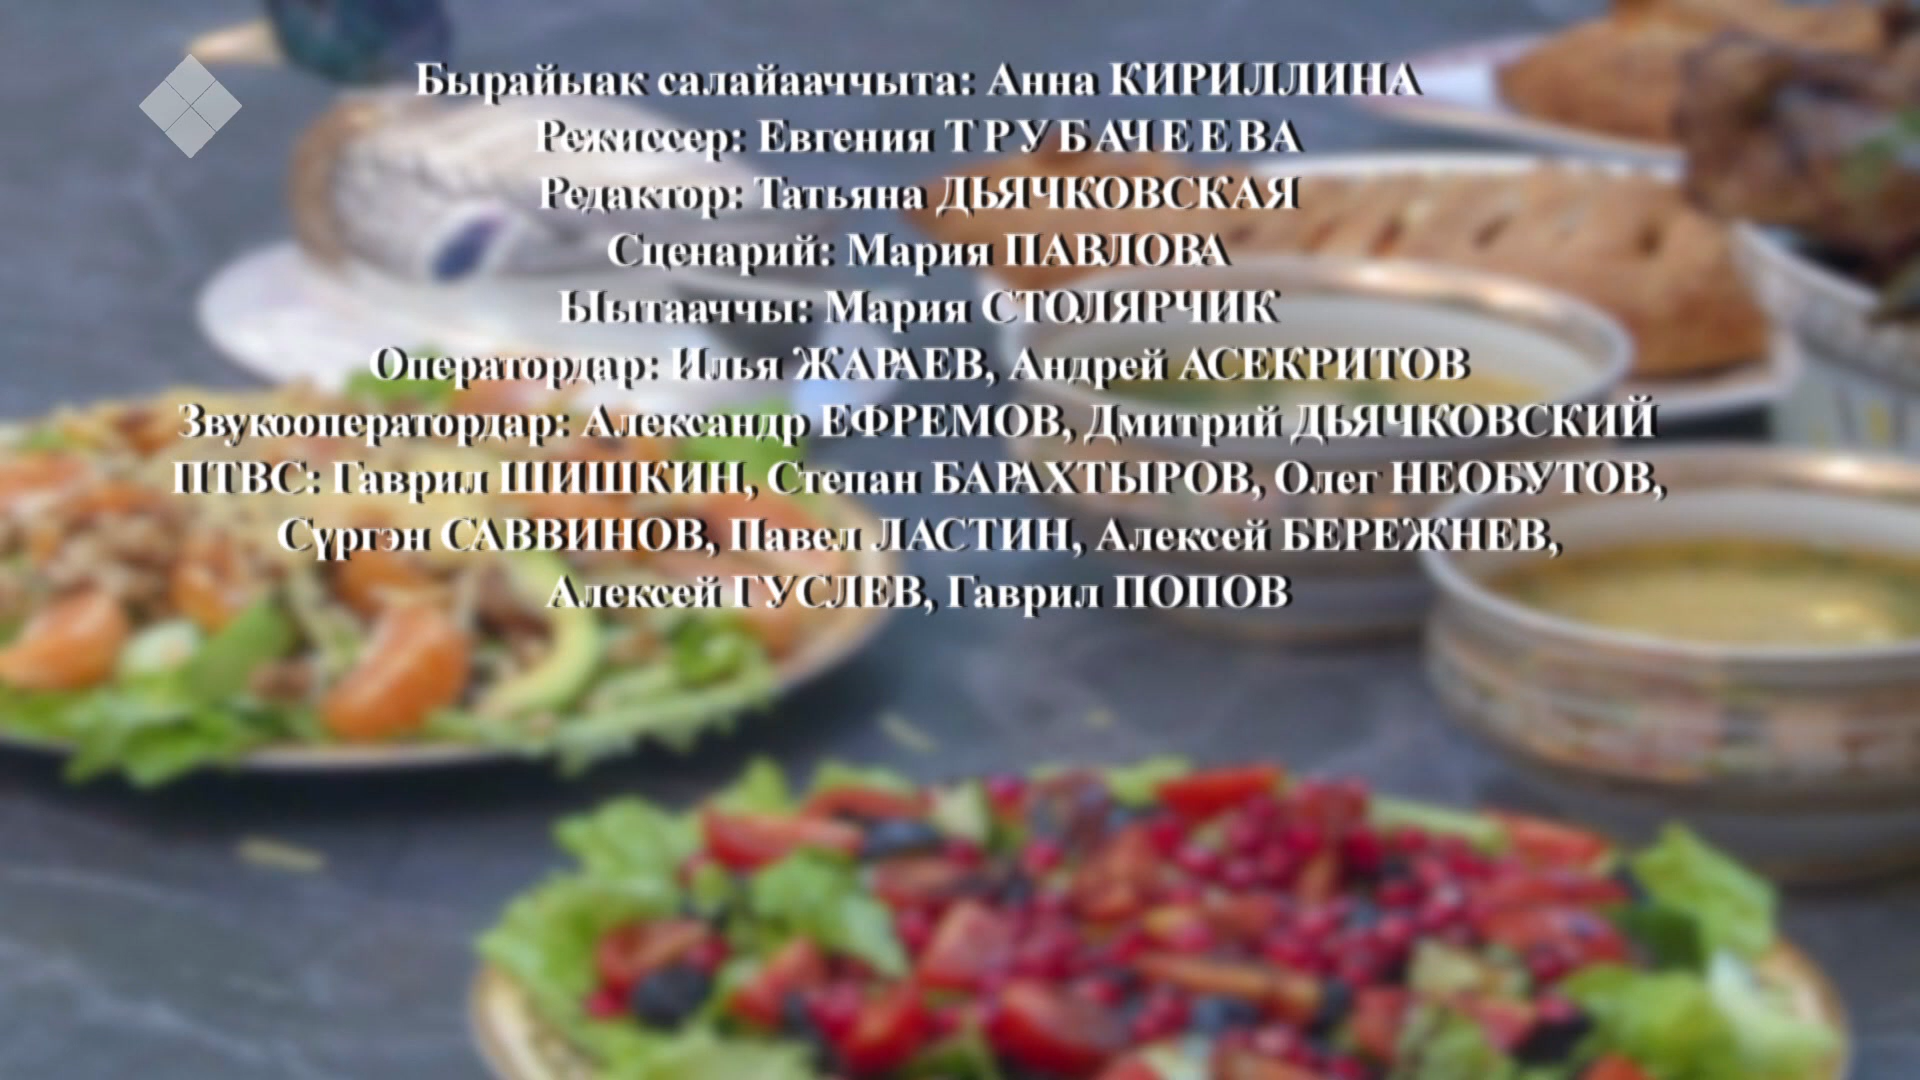 Бырайыак салайааччыта: Анна КИРИЛЛИНА
Режиссер: Евгения ТРУБАЧЕЕВА
Редактор: Татьяна ДЬЯЧКОВСКАЯ
Сценарий: Мария ПАВЛОВА
Ыытааччы: Мария СТОЛЯРЧИК
Оператордар: Илья ЖАРАЕВ, Андрей АСЕКРИТОВ
Звукооператордар: Александр ЕФРЕМОВ, Дмитрий ДЬЯЧКОВСКИЙ
ПТВС: Гаврил ШИШКИН, Степан БАРАХТЫРОВ, Олег НЕОБУТОВ,
Сүргэн САВВИНОВ, Павел ЛАСТИН, Алексей БЕРЕЖНЕВ,
Алексей ГУСЛЕВ, Гаврил ПОПОВ